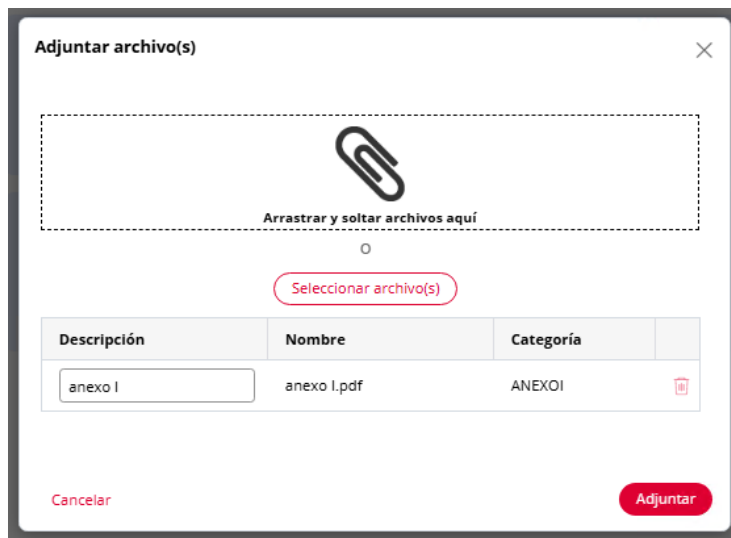 Adjuntar archivo(s)
Arrastrar y soltar archivos aquí
O
Seleccionar archivo(s)
Descripción Nombre Categoría
anexo I anexo I.pdf ANEXOI
Cancelar Adjuntar